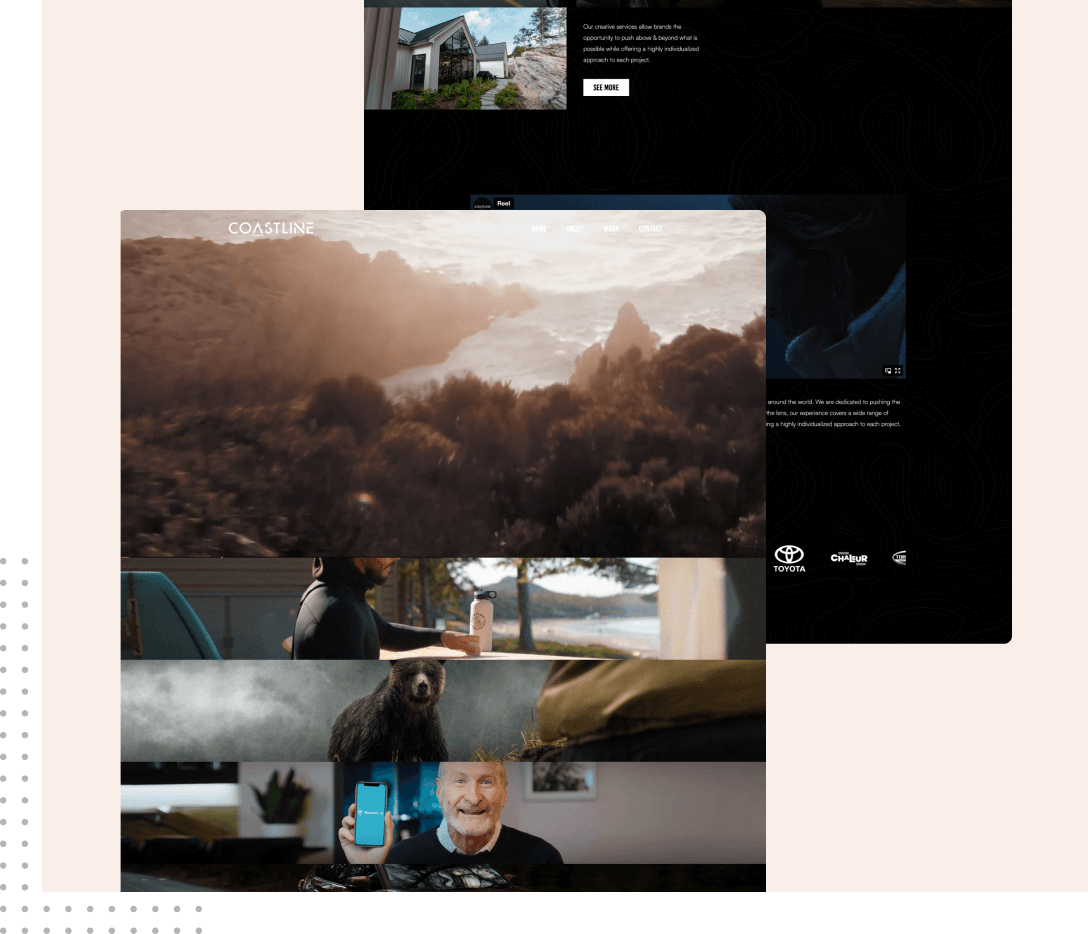 Our creative services allow brands the
opportunity to push above & beyond what is
possible while offering a highly individualized
approach to each project.
SEE MORE
Reel
COASTLINE
HOME ABOUT WORK CONTACT
around the world. We are dedicated to pushing the
the lens, our experience covers a wide range of
ing a highly individualized approach to each project.
TOYOTA
CHALEUR